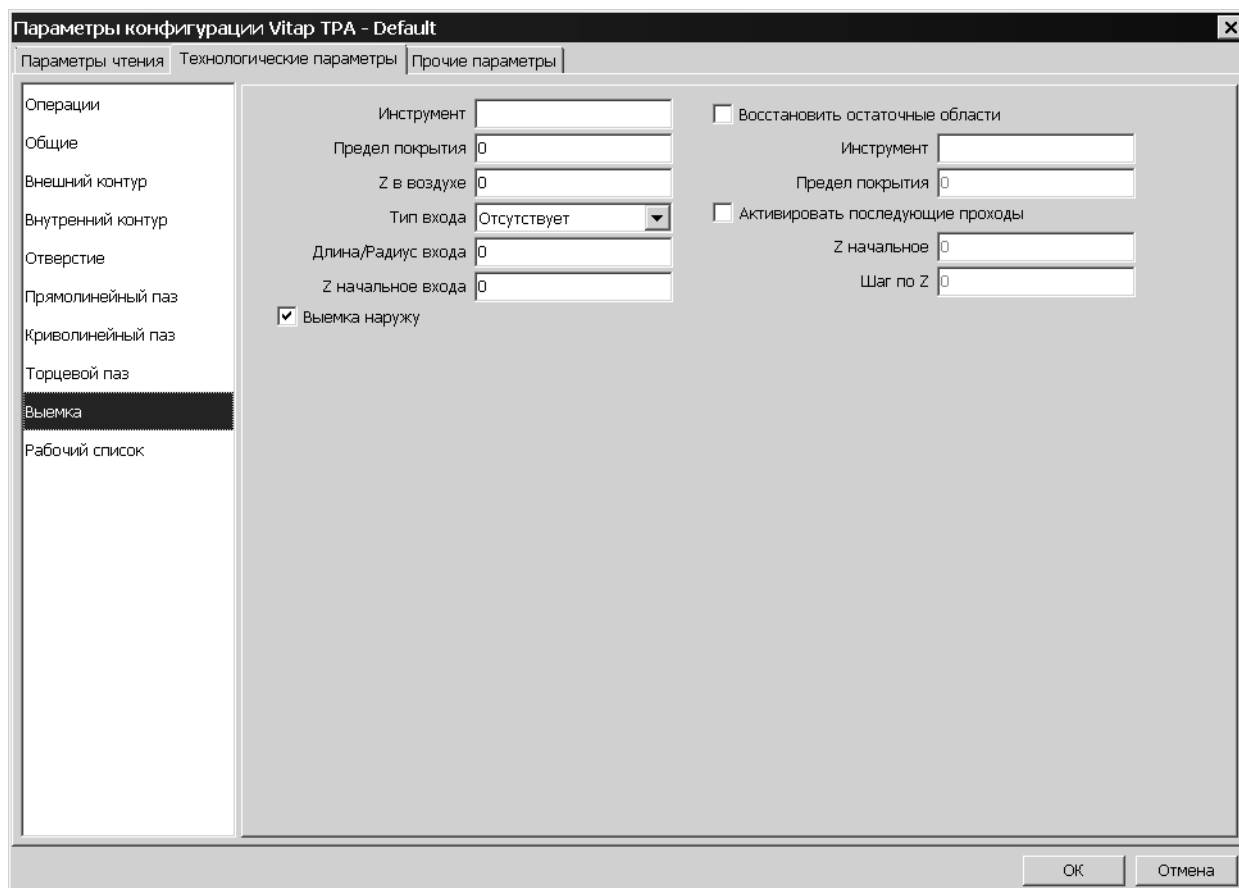 Параметры конфигурации Vitap TPA - Default
Параметры чтения
Технологические параметры
Прочие параметры
Операции
Общие
Внешний контур
Внутренний контур
Отверстие
Прямолинейный паз
Криволинейный паз
Торцевой паз
Выемка
Рабочий список
Инструмент
Предел покрытия 0
Z в воздухе 0
Тип входа Отсутствует
Длина/Радиус входа 0
Z начальное входа 0
Выемка наружу
Восстановить остаточные области
Инструмент
Предел покрытия 0
Активировать последующие проходы
Z начальное 0
Шаг по Z 0
ОК
Отмена